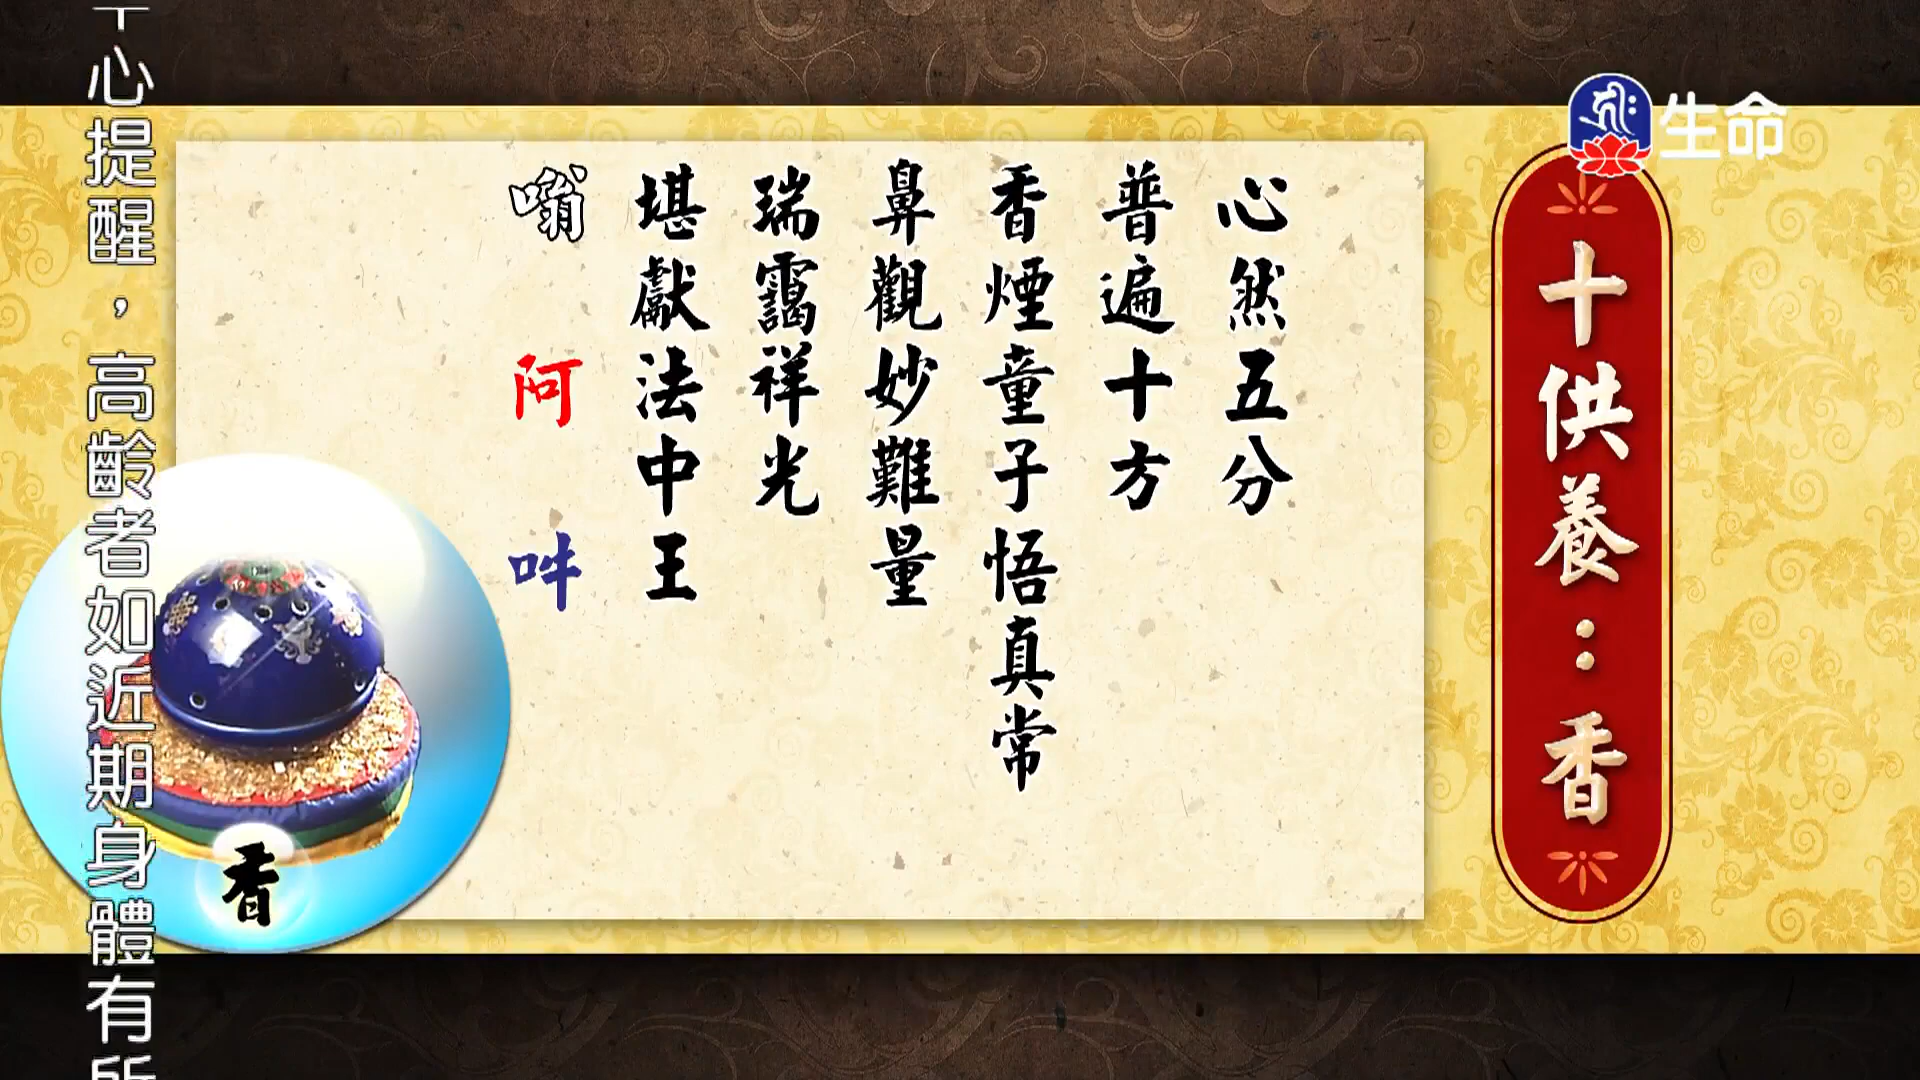 生命
十供養：香
心然五分
普遍十方
香煙童子悟真常
鼻觀妙難量
瑞靄祥光
堪獻法中王
嗡 阿 吽
香
心提醒，高齡者如近期身體有